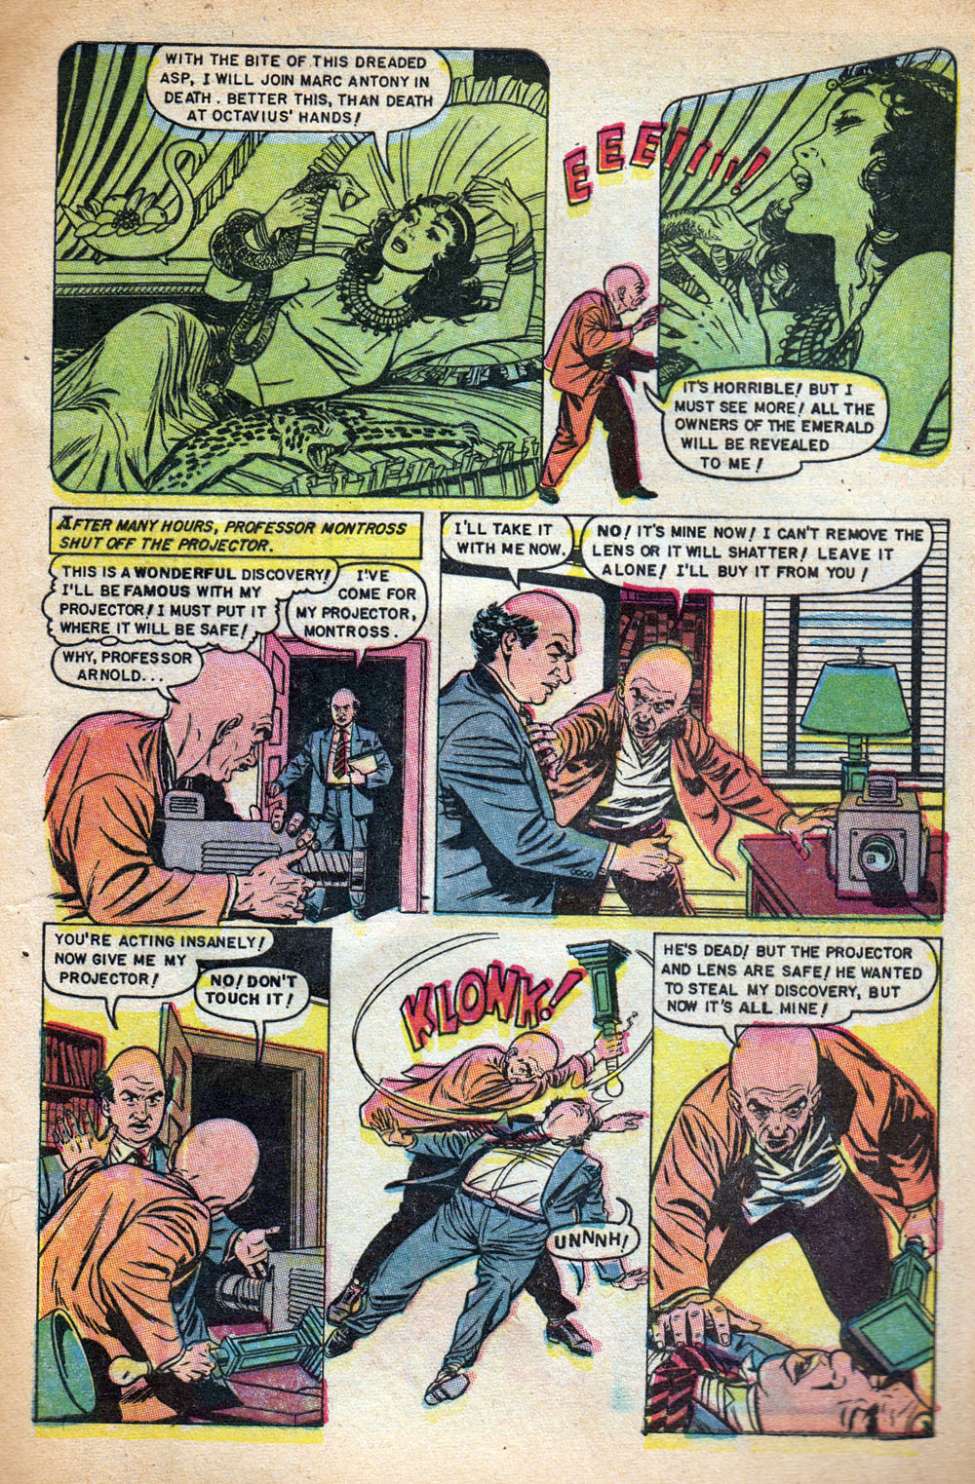 WITH THE BITE OF THIS DREADED
ASP, I WILL JOIN MARC ANTONY IN
DEATH. BETTER THIS, THAN DEATH
AT OCTAVIUS' HANDS!
EEEEIIIII!
IT'S HORRIBLE! BUT I
MUST SEE MORE! ALL THE
OWNERS OF THE EMERALD
WILL BE REVEALED
TO ME!
AFTER MANY HOURS, PROFESSOR MONTROSS
SHUT OFF THE PROJECTOR.
THIS IS A WONDERFUL DISCOVERY!
I'LL BE FAMOUS WITH MY
PROJECTOR! I MUST PUT IT
WHERE IT WILL BE SAFE!
I'VE
COME FOR
MY PROJECTOR,
MONTROSS.
WHY, PROFESSOR
ARNOLD...
I'LL TAKE IT
WITH ME NOW.
NO! IT'S MINE NOW! I CAN'T REMOVE THE
LENS OR IT WILL SHATTER! LEAVE IT
ALONE! I'LL BUY IT FROM YOU!
YOU'RE ACTING INSANELY!
NOW GIVE ME MY
PROJECTOR!
NO! DON'T
TOUCH IT!
KLONK!
UNNNH!
HE'S DEAD! BUT THE PROJECTOR
AND LENS ARE SAFE! HE WANTED
TO STEAL MY DISCOVERY, BUT
NOW IT'S ALL MINE!